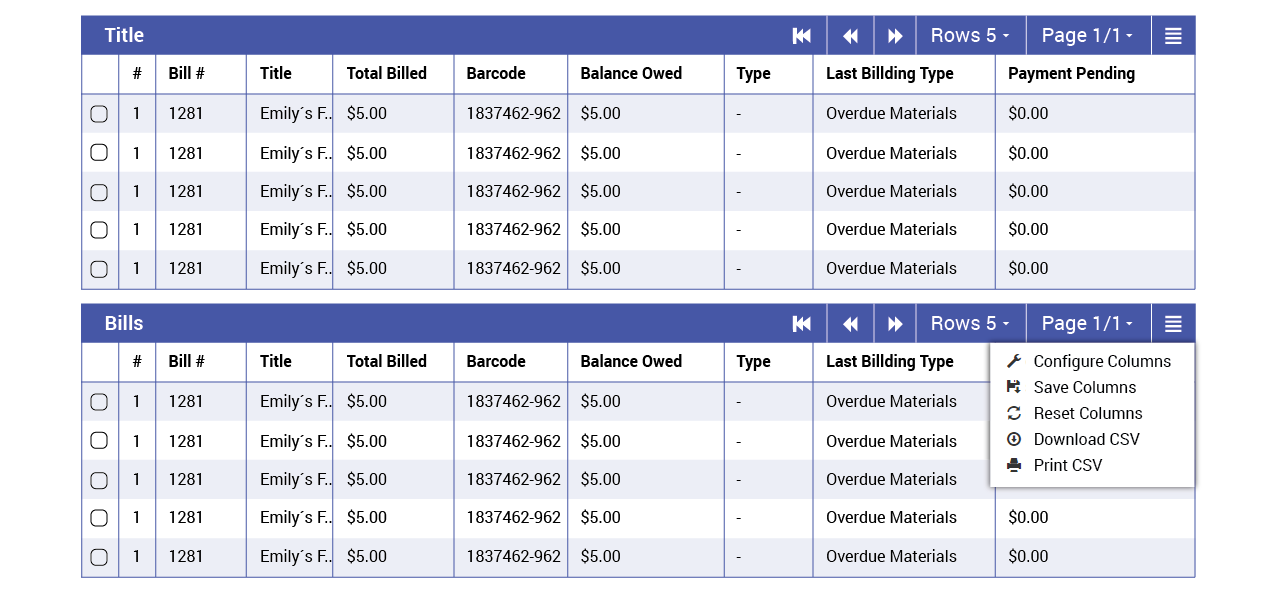 Title Rows 5 Page 1/1
# Bill # Title Total Billed Barcode Balance Owed Type Last Billding Type Payment Pending
1 1281 Emily´s F.. $5.00 1837462-962 $5.00 - Overdue Materials $0.00
1 1281 Emily´s F.. $5.00 1837462-962 $5.00 - Overdue Materials $0.00
1 1281 Emily´s F.. $5.00 1837462-962 $5.00 - Overdue Materials $0.00
1 1281 Emily´s F.. $5.00 1837462-962 $5.00 - Overdue Materials $0.00
1 1281 Emily´s F.. $5.00 1837462-962 $5.00 - Overdue Materials $0.00
Bills Rows 5 Page 1/1
# Bill # Title Total Billed Barcode Balance Owed Type Last Billding Type
Configure Columns
Save Columns
Reset Columns
Download CSV
Print CSV
1 1281 Emily´s F.. $5.00 1837462-962 $5.00 - Overdue Materials
1 1281 Emily´s F.. $5.00 1837462-962 $5.00 - Overdue Materials
1 1281 Emily´s F.. $5.00 1837462-962 $5.00 - Overdue Materials
1 1281 Emily´s F.. $5.00 1837462-962 $5.00 - Overdue Materials $0.00
1 1281 Emily´s F.. $5.00 1837462-962 $5.00 - Overdue Materials $0.00